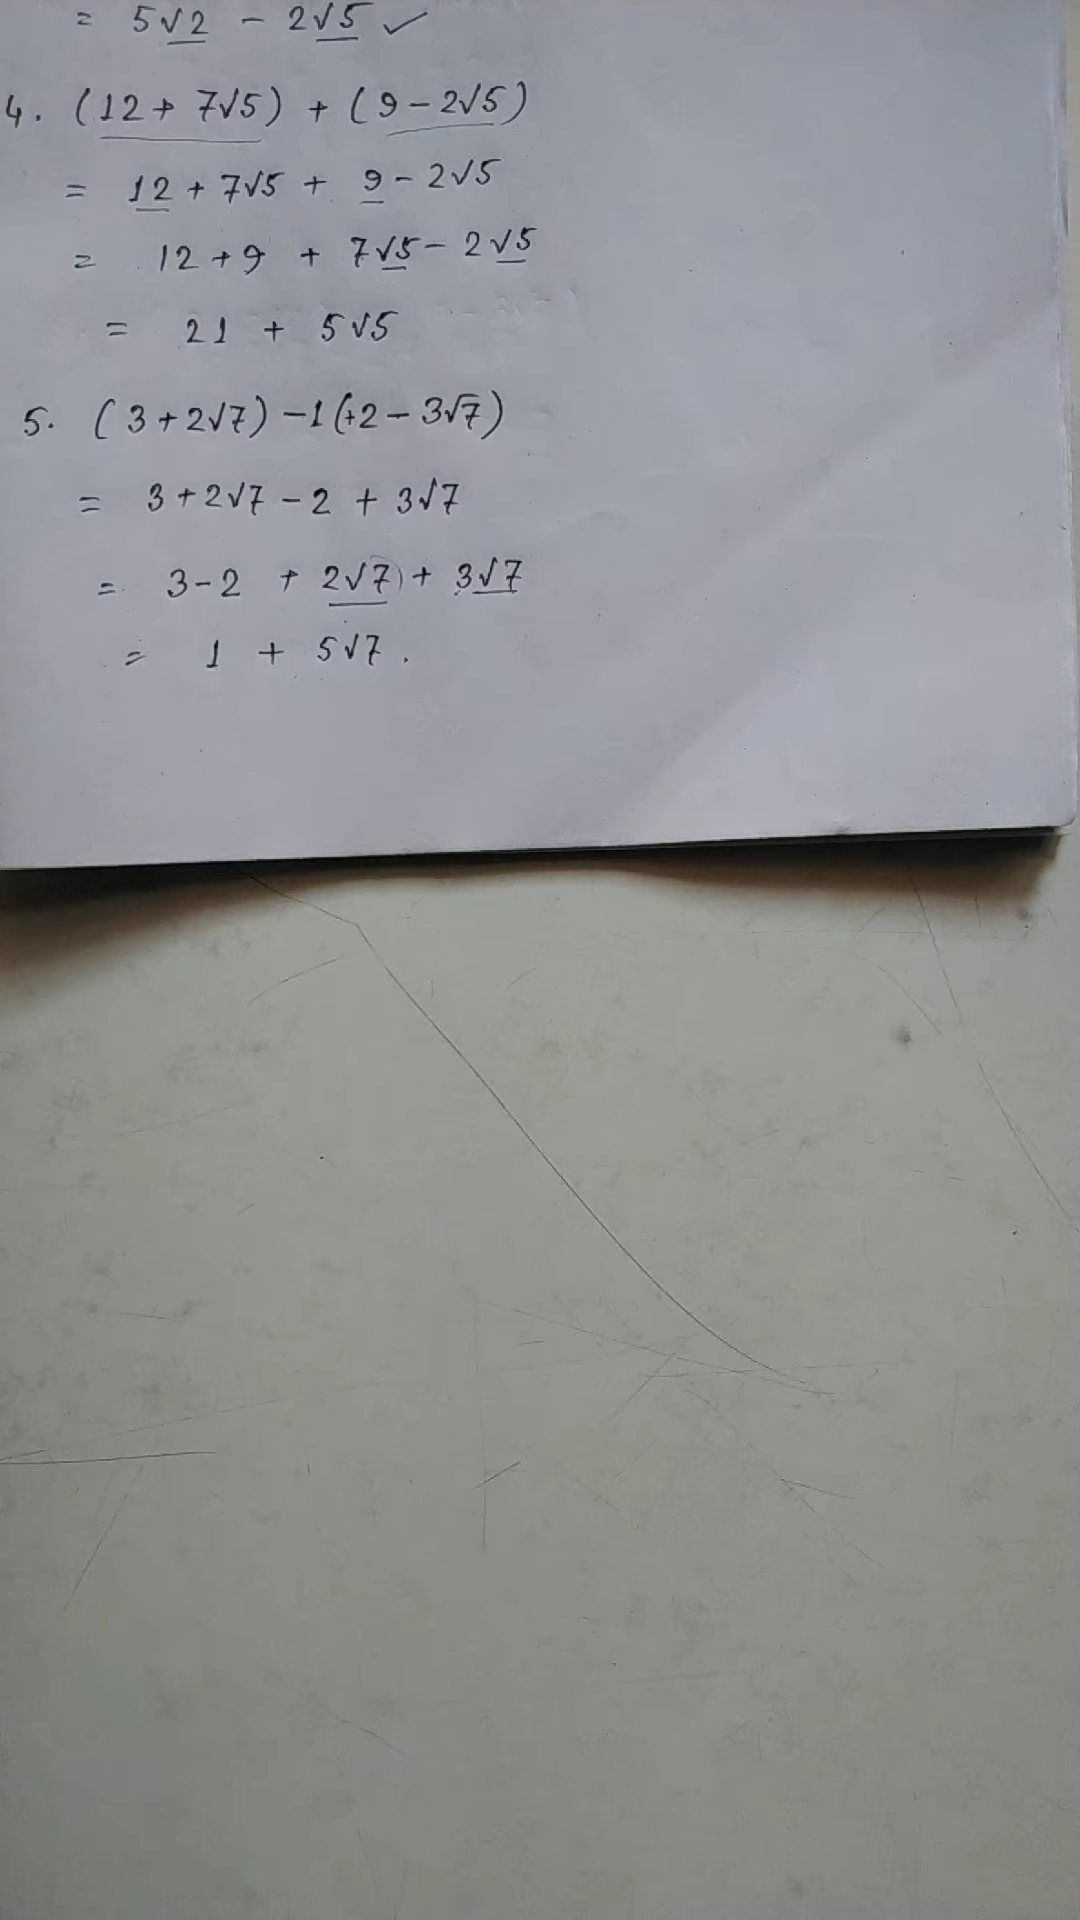 = 5√2 - 2√5 ✓
4. (12 + 7√5) + (9 - 2√5)
= 12 + 7√5 + 9 - 2√5
= 12 + 9 + 7√5 - 2√5
= 21 + 5√5
5. (3 + 2√7) - 1(+2 - 3√7)
= 3 + 2√7 - 2 + 3√7
= 3 - 2 + 2√7) + 3√7
= 1 + 5√7.